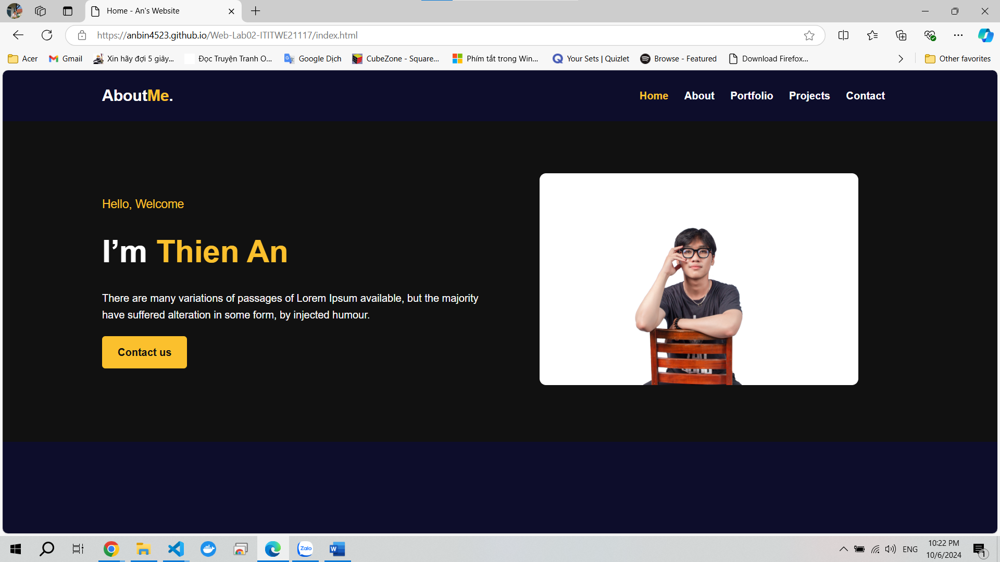 Home - An's Website
https://anbin4523.github.io/Web-Lab02-ITITWE21117/index.html
Acer
Gmail
Xin hãy đợi 5 giây...
Đọc Truyện Tranh O...
Google Dịch
CubeZone - Square...
Phím tắt trong Win...
Your Sets | Quizlet
Browse - Featured
Download Firefox...
Other favorites
AboutMe.
Home
About
Portfolio
Projects
Contact
Hello, Welcome
I’m Thien An
There are many variations of passages of Lorem Ipsum available, but the majority
have suffered alteration in some form, by injected humour.
Contact us
Zalo
W
ENG
10:22 PM
10/6/2024
1